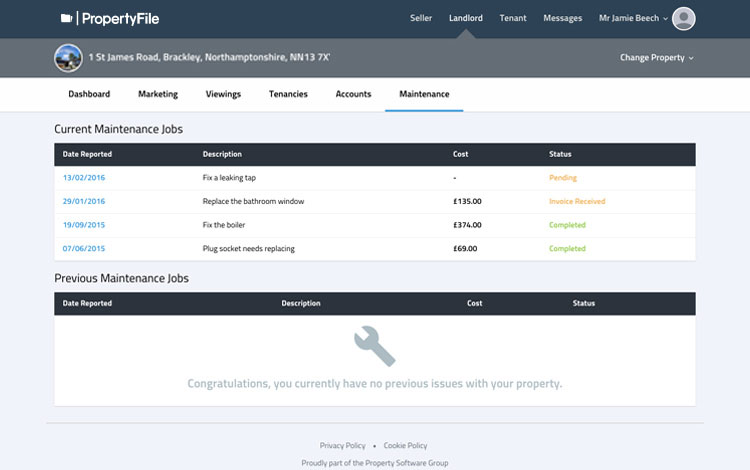 PropertyFile
Seller Landlord Tenant Messages Mr Jamie Beech
1 St James Road, Brackley, Northamptonshire, NN13 7X
Change Property
Dashboard Marketing Viewings Tenancies Accounts Maintenance
Current Maintenance Jobs
Date Reported Description Cost Status
13/02/2016 Fix a leaking tap - Pending
29/01/2016 Replace the bathroom window £135.00 Invoice Received
19/09/2015 Fix the boiler £374.00 Completed
07/06/2015 Plug socket needs replacing £69.00 Completed
Previous Maintenance Jobs
Date Reported Description Cost Status
Congratulations, you currently have no previous issues with your property.
Privacy Policy • Cookie Policy
Proudly part of the Property Software Group